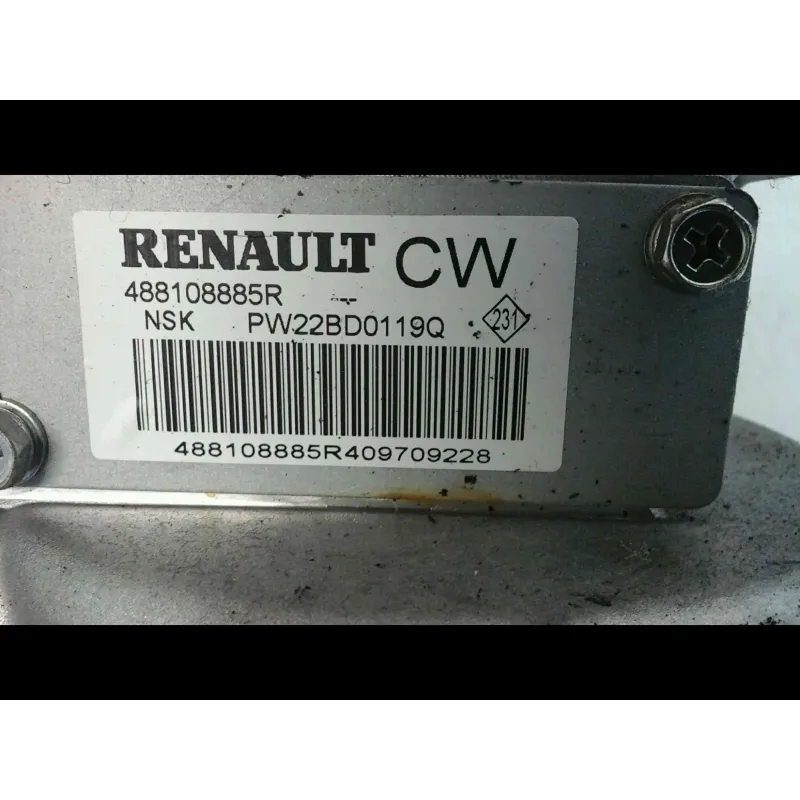 RENAULT CW
488108885R --
NSK PW22BD0119Q 231
488108885R409709228